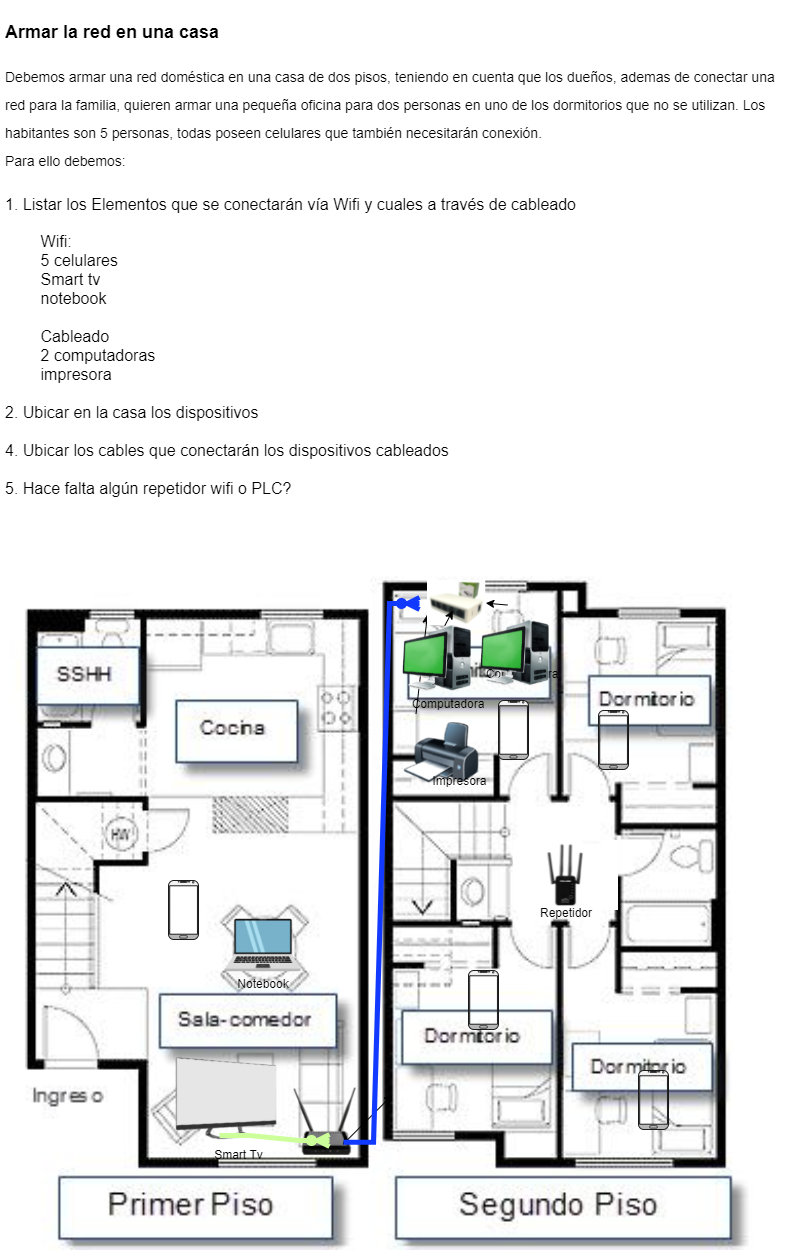 Armar la red en una casa
Debemos armar una red doméstica en una casa de dos pisos, teniendo en cuenta que los dueños, ademas de conectar una
red para la familia, quieren armar una pequeña oficina para dos personas en uno de los dormitorios que no se utilizan. Los
habitantes son 5 personas, todas poseen celulares que también necesitarán conexión.
Para ello debemos:
1. Listar los Elementos que se conectarán vía Wifi y cuales a través de cableado
Wifi:
5 celulares
Smart tv
notebook
Cableado
2 computadoras
impresora
2. Ubicar en la casa los dispositivos
4. Ubicar los cables que conectarán los dispositivos cableados
5. Hace falta algún repetidor wifi o PLC?
SSHH
Cocina
HW
Notebook
Sala-comedor
Ingreso
Smart Tv
Primer Piso
Computadora
Impresora
Dormitorio
Repetidor
Dormitorio
Dormitorio
Segundo Piso